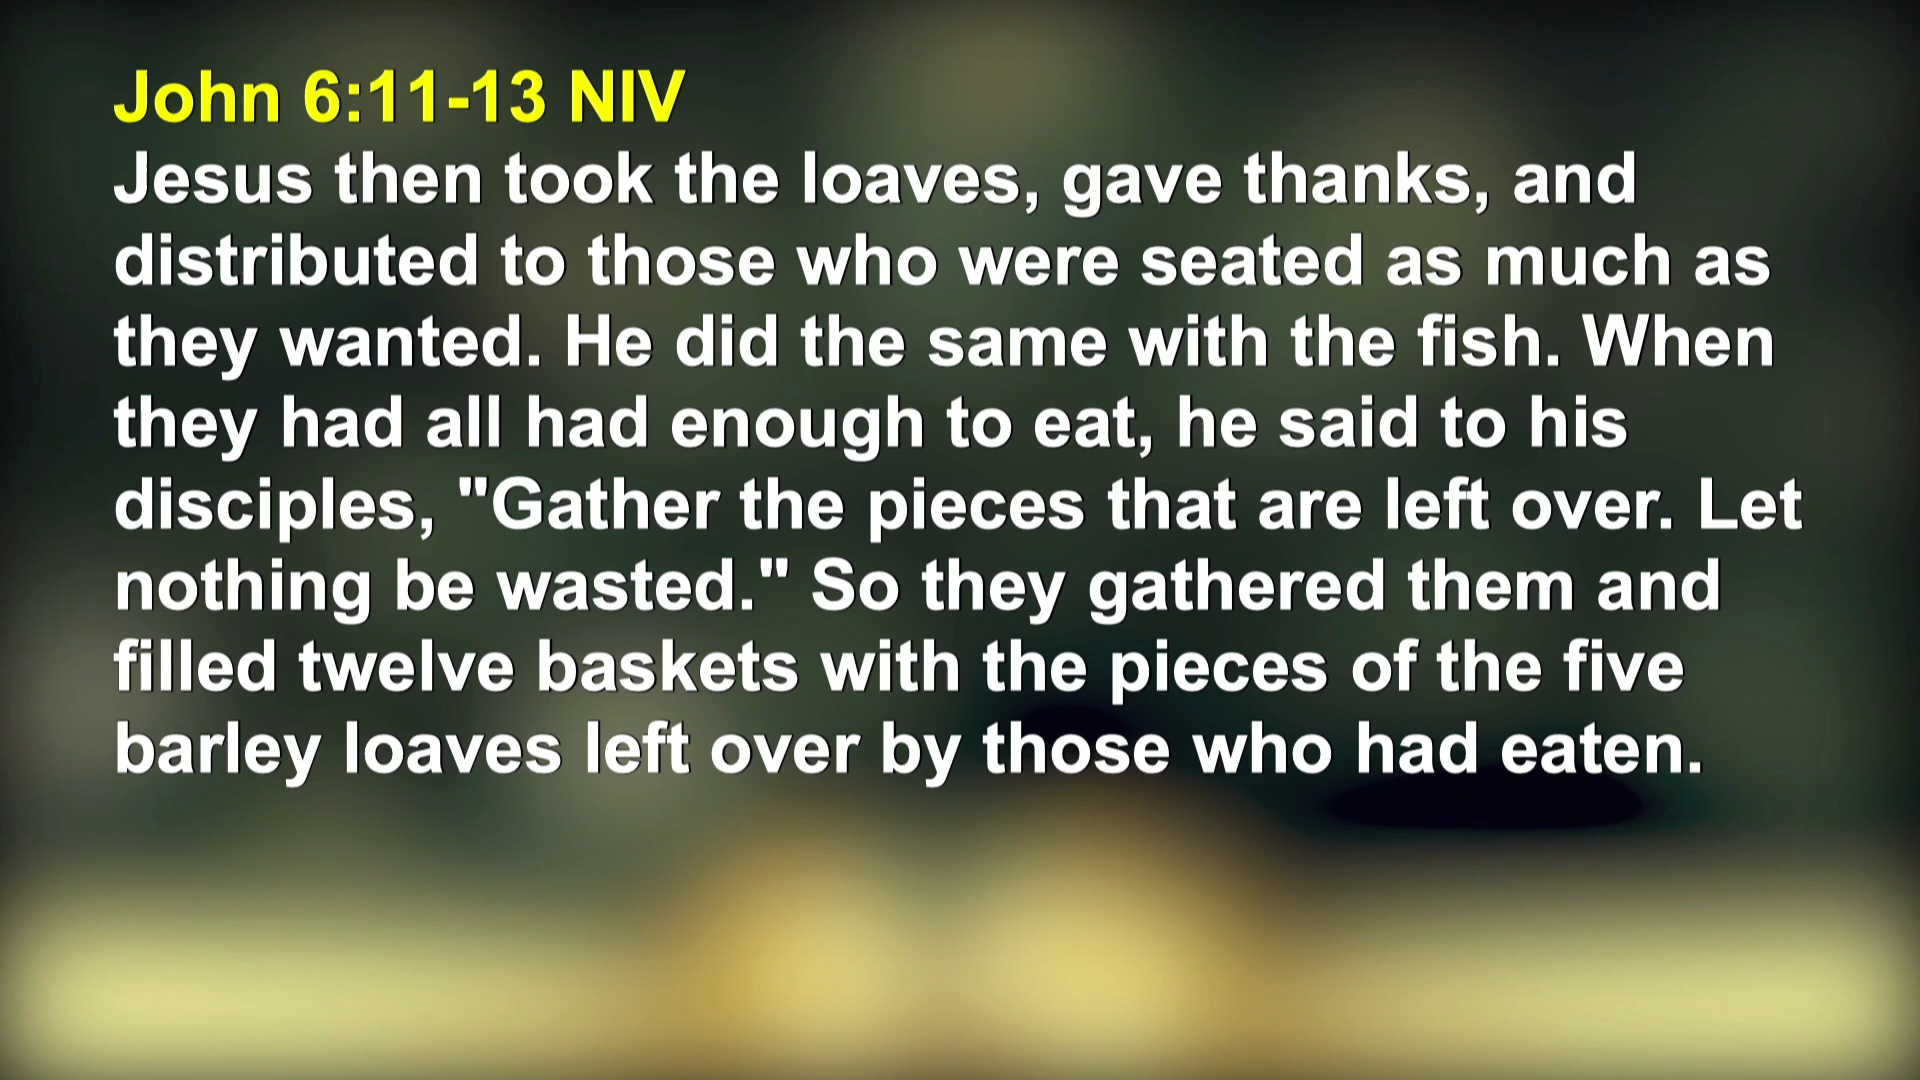 John 6:11-13 NIV
Jesus then took the loaves, gave thanks, and
distributed to those who were seated as much as
they wanted. He did the same with the fish. When
they had all had enough to eat, he said to his
disciples, "Gather the pieces that are left over. Let
nothing be wasted." So they gathered them and
filled twelve baskets with the pieces of the five
barley loaves left over by those who had eaten.